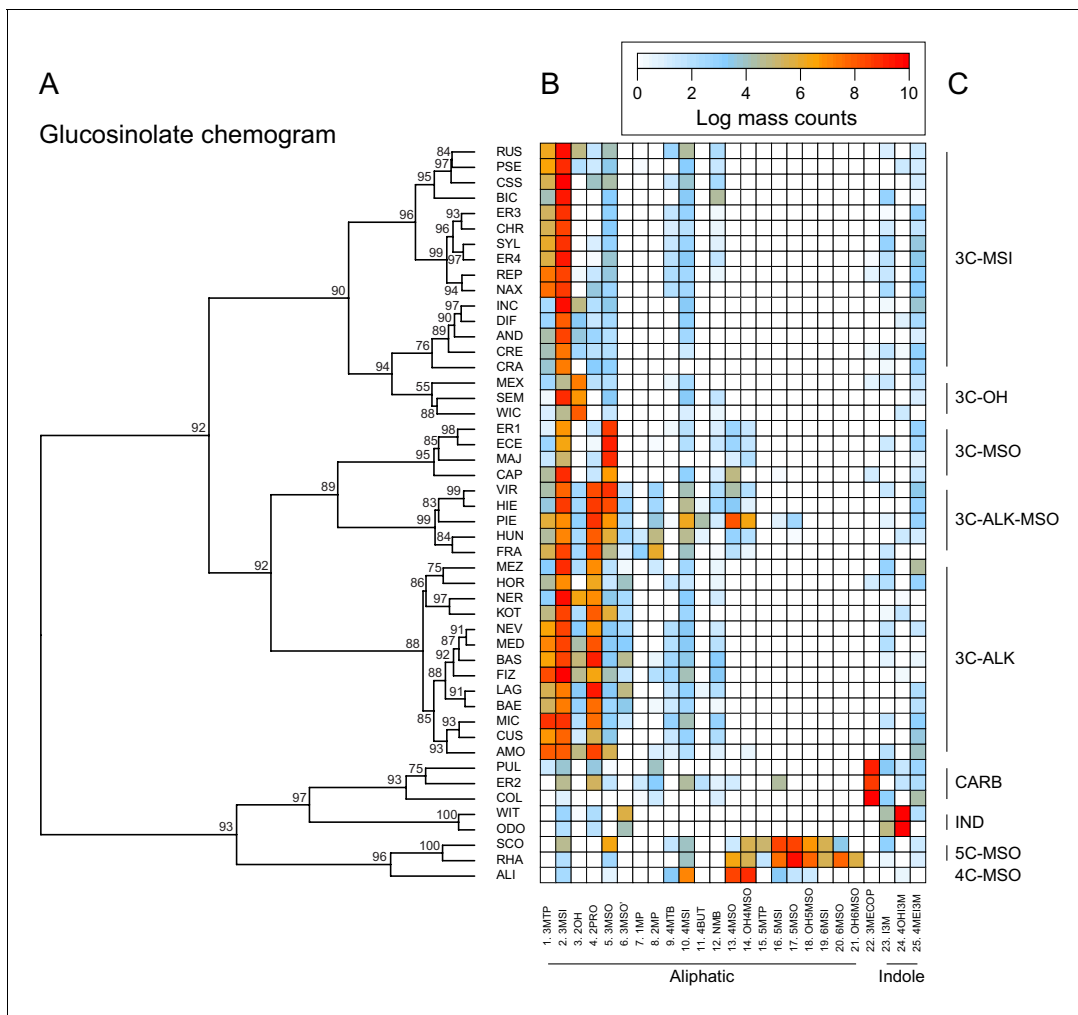 A
B
C
0 2 4 6 8 10
Log mass counts
Glucosinolate chemogram
RUS
PSE
CSS
BIC
ER3
CHR
SYL
ER4
REP
NAX
INC
DIF
AND
CRE
CRA
MEX
SEM
WIC
ER1
ECE
MAJ
CAP
VIR
HIE
PIE
HUN
FRA
MEZ
HOR
NER
KOT
NEV
MED
BAS
FIZ
LAG
BAE
MIC
CUS
AMO
PUL
ER2
COL
WIT
ODO
SCO
RHA
ALI
84
97
95
96
93
96
99
97
94
90
97
90
89
76
94
55
88
92
98
85
95
89
99
83
99
84
92
75
86
97
88
91
87
92
88
91
85
93
93
75
93
97
100
93
100
96
3C-MSI
3C-OH
3C-MSO
3C-ALK-MSO
3C-ALK
CARB
IND
5C-MSO
4C-MSO
1. 3MTP
2. 3MSI
3. 2OH
4. 2PRO
5. 3MSO
6. 3MSO'
7. 1MP
8. 2MP
9. 4MTB
10. 4MSI
11. 4BUT
12. NMB
13. 4MSO
14. OH4MSO
15. 5MTP
16. 5MSI
17. 5MSO
18. OH5MSO
19. 6MSI
20. 6MSO
21. OH6MSO
22. 3MECOP
23. I3M
24. 4OHI3M
25. 4MEI3M
Aliphatic
Indole